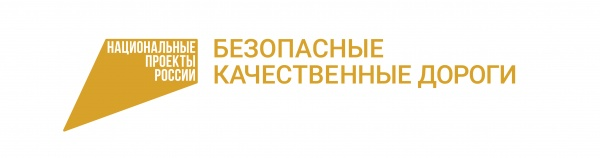 НАЦИОНАЛЬНЫЕ
ПРОЕКТЫ
РОССИИ
БЕЗОПАСНЫЕ
КАЧЕСТВЕННЫЕ ДОРОГИ